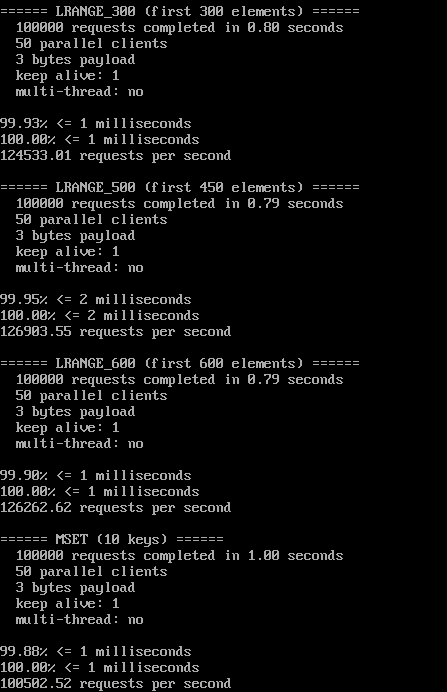 ====== LRANGE_300 (first 300 elements) ======
  100000 requests completed in 0.80 seconds
  50 parallel clients
  3 bytes payload
  keep alive: 1
  multi-thread: no

99.93% <= 1 milliseconds
100.00% <= 1 milliseconds
124533.01 requests per second

====== LRANGE_500 (first 450 elements) ======
  100000 requests completed in 0.79 seconds
  50 parallel clients
  3 bytes payload
  keep alive: 1
  multi-thread: no

99.95% <= 2 milliseconds
100.00% <= 2 milliseconds
126903.55 requests per second

====== LRANGE_600 (first 600 elements) ======
  100000 requests completed in 0.79 seconds
  50 parallel clients
  3 bytes payload
  keep alive: 1
  multi-thread: no

99.90% <= 1 milliseconds
100.00% <= 1 milliseconds
126262.62 requests per second

====== MSET (10 keys) ======
  100000 requests completed in 1.00 seconds
  50 parallel clients
  3 bytes payload
  keep alive: 1
  multi-thread: no

99.88% <= 1 milliseconds
100.00% <= 1 milliseconds
100502.52 requests per second